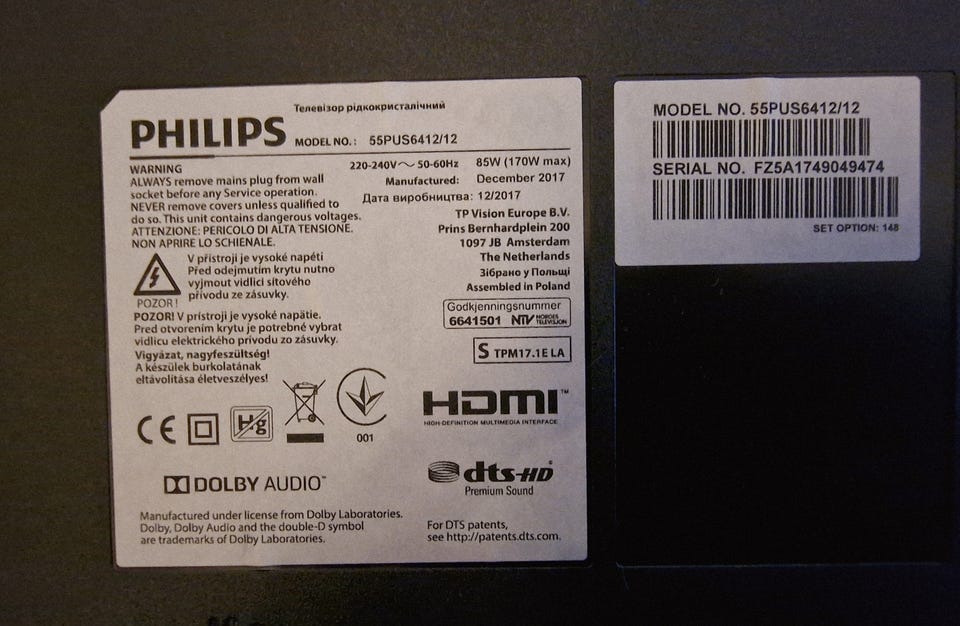 Телевізор рідкокристалічний
PHILIPS MODEL NO.: 55PUS6412/12
WARNING
ALWAYS remove mains plug from wall
socket before any Service operation.
NEVER remove covers unless qualified to
do so. This unit contains dangerous voltages.
ATTENZIONE: PERICOLO DI ALTA TENSIONE.
NON APRIRE LO SCHIENALE.
V přístroji je vysoké napětí
Před odejmutím krytu nutno
vyjmout vidlici síťového
přívodu ze zásuvky.
POZOR!
POZOR! V prístroji je vysoké napätie.
Pred otvorením krytu je potrebné vybrat
vidlicu elektrického prívodu zo zásuvky.
Vigyázat, nagyfeszültség!
A készülek burkolatának
eltávolítása életveszélyes!
220-240V ~ 50-60Hz 85W (170W max)
Manufactured: December 2017
Дата виробництва: 12/2017
TP Vision Europe B.V.
Prins Bernhardplein 200
1097 JB Amsterdam
The Netherlands
Зібрано у Польщі
Assembled in Poland
Godkjenningsnummer
6641501 NTV NORGES
TELEVISJON
S TPM17.1E LA
CE Hg
001
HDMI™
HIGH-DEFINITION MULTIMEDIA INTERFACE
DOLBY AUDIO™
dts-HD®
Premium Sound
Manufactured under license from Dolby Laboratories.
Dolby, Dolby Audio and the double-D symbol
are trademarks of Dolby Laboratories.
For DTS patents,
see http://patents.dts.com.
MODEL NO. 55PUS6412/12
SERIAL NO. FZ5A1749049474
SET OPTION: 148